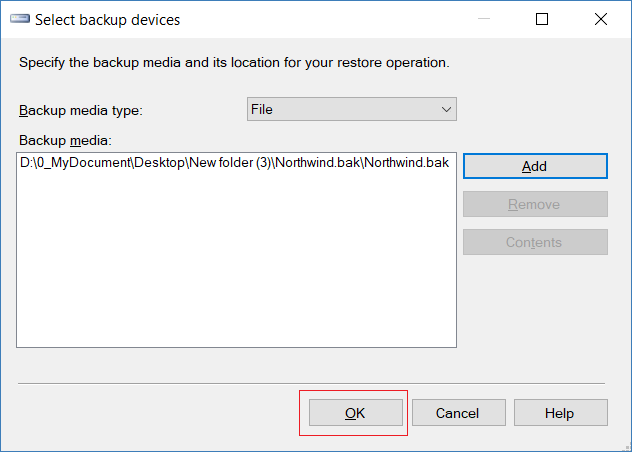 Select backup devices
Specify the backup media and its location for your restore operation.
Backup media type:
File
Backup media:
D:\0_MyDocument\Desktop\New folder (3)\Northwind.bak\Northwind.bak
Add
Remove
Contents
OK
Cancel
Help